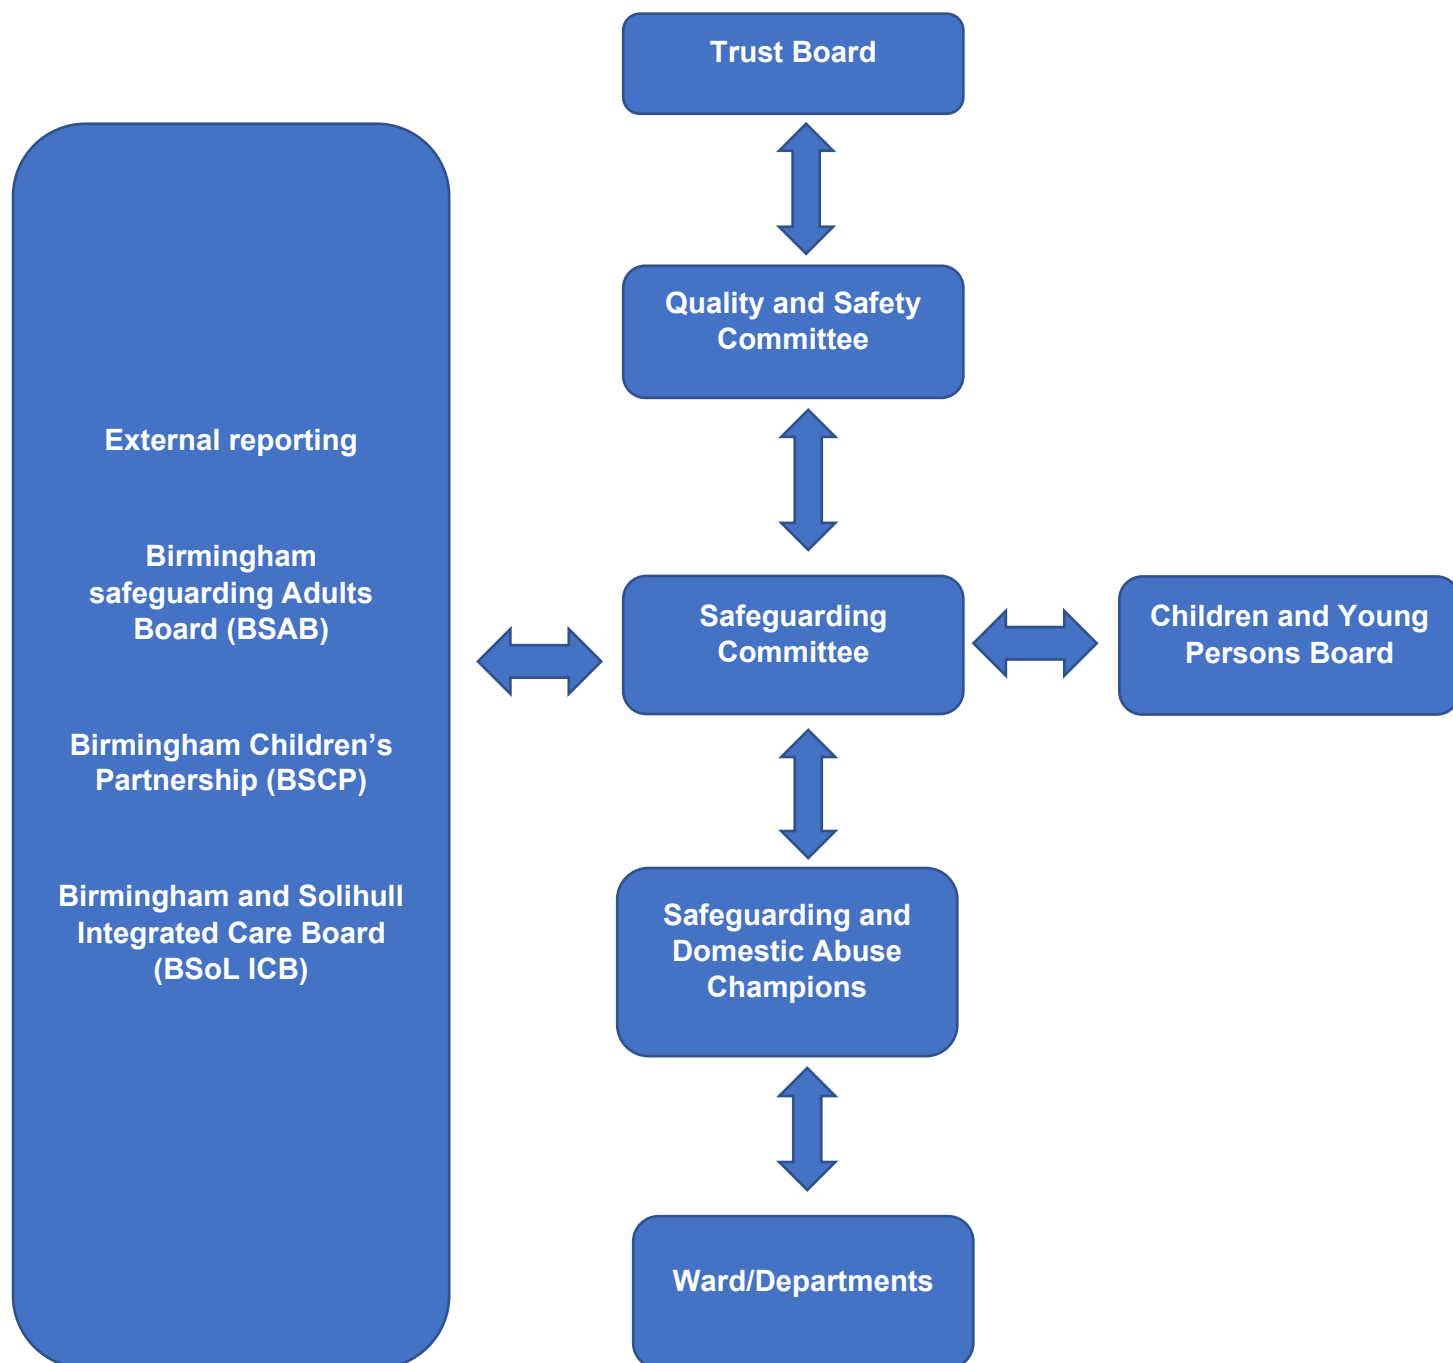 Trust Board
Quality and Safety
Committee
External reporting
Birmingham
safeguarding Adults
Board (BSAB)
Birmingham Children’s
Partnership (BSCP)
Birmingham and Solihull
Integrated Care Board
(BSoL ICB)
Safeguarding
Committee
Children and Young
Persons Board
Safeguarding and
Domestic Abuse
Champions
Ward/Departments